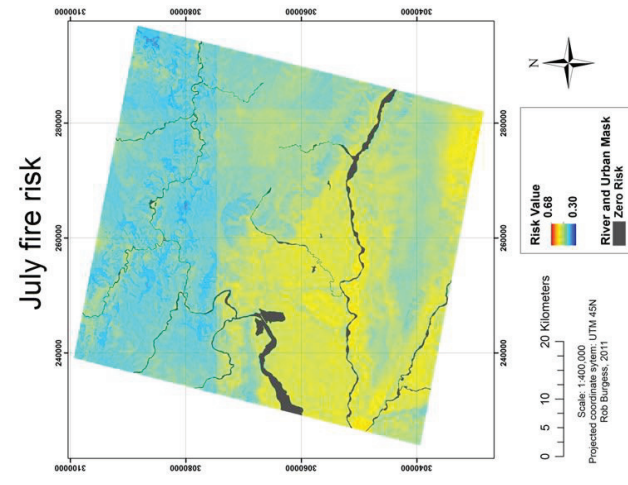 July fire risk
240000 260000 280000
3100000 3100000
3080000 3080000
3060000 3060000
3040000 3040000
240000 260000 280000
0 5 10 20 Kilometers
Scale: 1:400,000
Projected coordinate sytem: UTM 45N
Rob Burgess, 2011
Risk Value
0.68
0.30
River and Urban Mask
Zero Risk
N